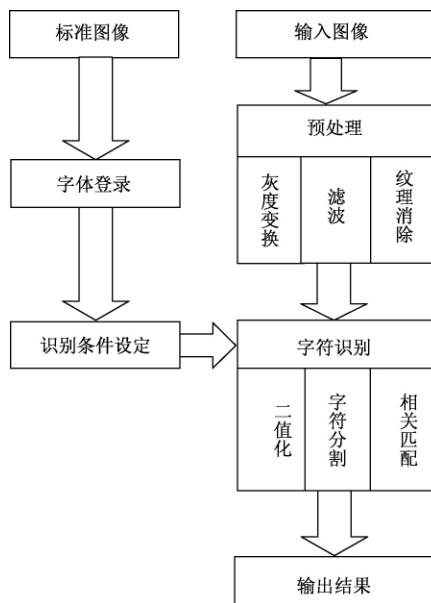 标准图像
输入图像
预处理
灰度变换
滤波
纹理消除
字体登录
识别条件设定
字符识别
二值化
字符分割
相关匹配
输出结果